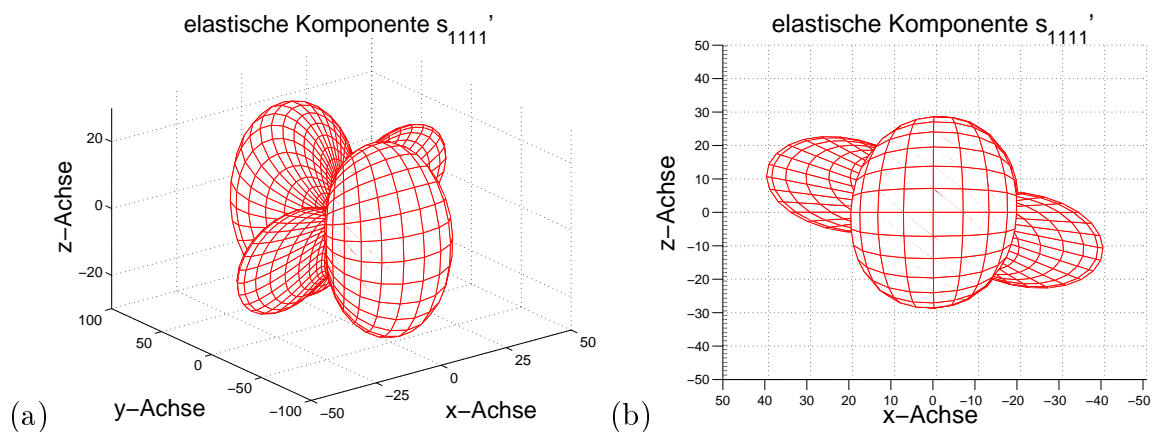 elastische Komponente s1111’
z−Achse
20
0
−20
100
50
0
−50
−100
y−Achse
−50
−25
0
25
50
x−Achse
(a)
elastische Komponente s1111’
z−Achse
50
40
30
20
10
0
−10
−20
−30
−40
−50
50 40 30 20 10 0 −10 −20 −30 −40 −50
x−Achse
(b)